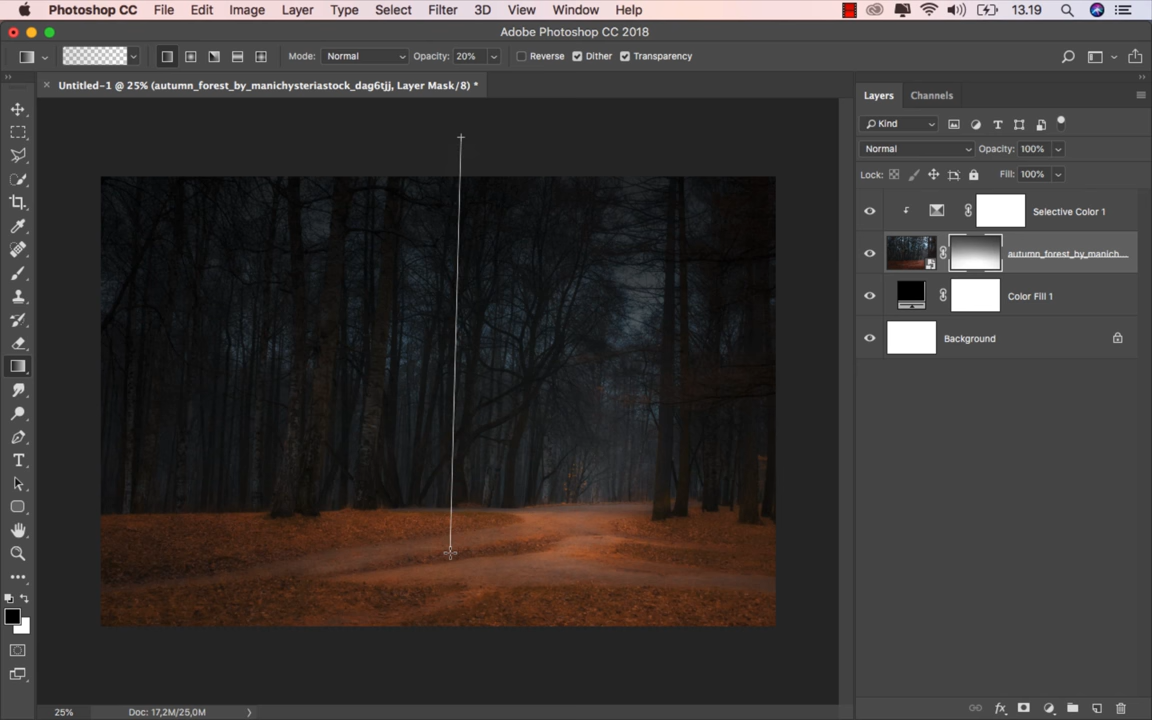 Photoshop CC File Edit Image Layer Type Select Filter 3D View Window Help 13.19
Adobe Photoshop CC 2018
Mode: Normal Opacity: 20% Reverse Dither Transparency
Untitled-1 @ 25% (autumn_forest_by_manichysteriastock_dag6tjj, Layer Mask/8) *
Layers Channels
Kind
Normal Opacity: 100%
Lock: Fill: 100%
Selective Color 1
autumn_forest_by_manich...
Color Fill 1
Background
25% Doc: 17,2M/25,0M